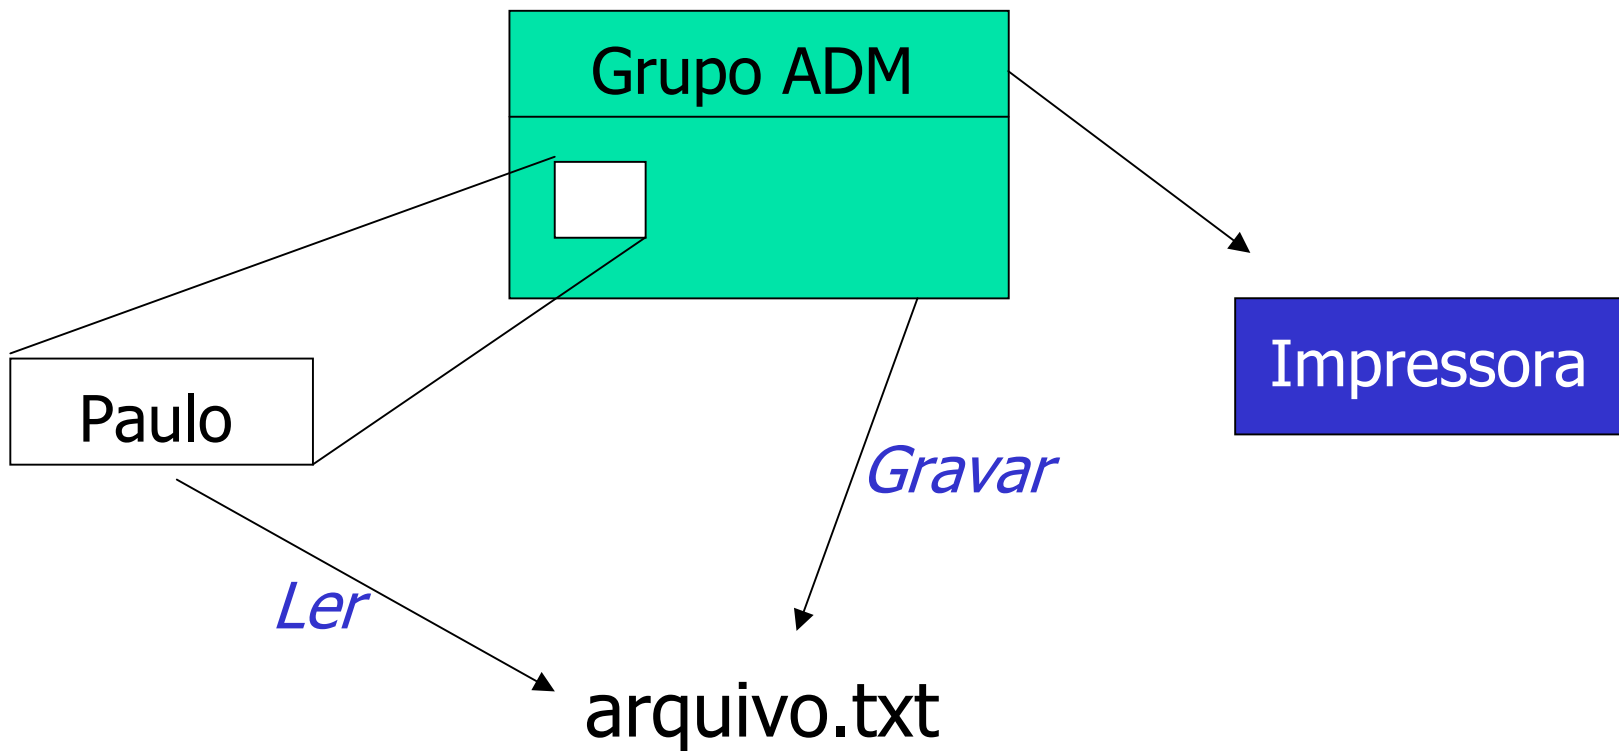 Grupo ADM
Impressora
Paulo
Gravar
Ler
arquivo.txt